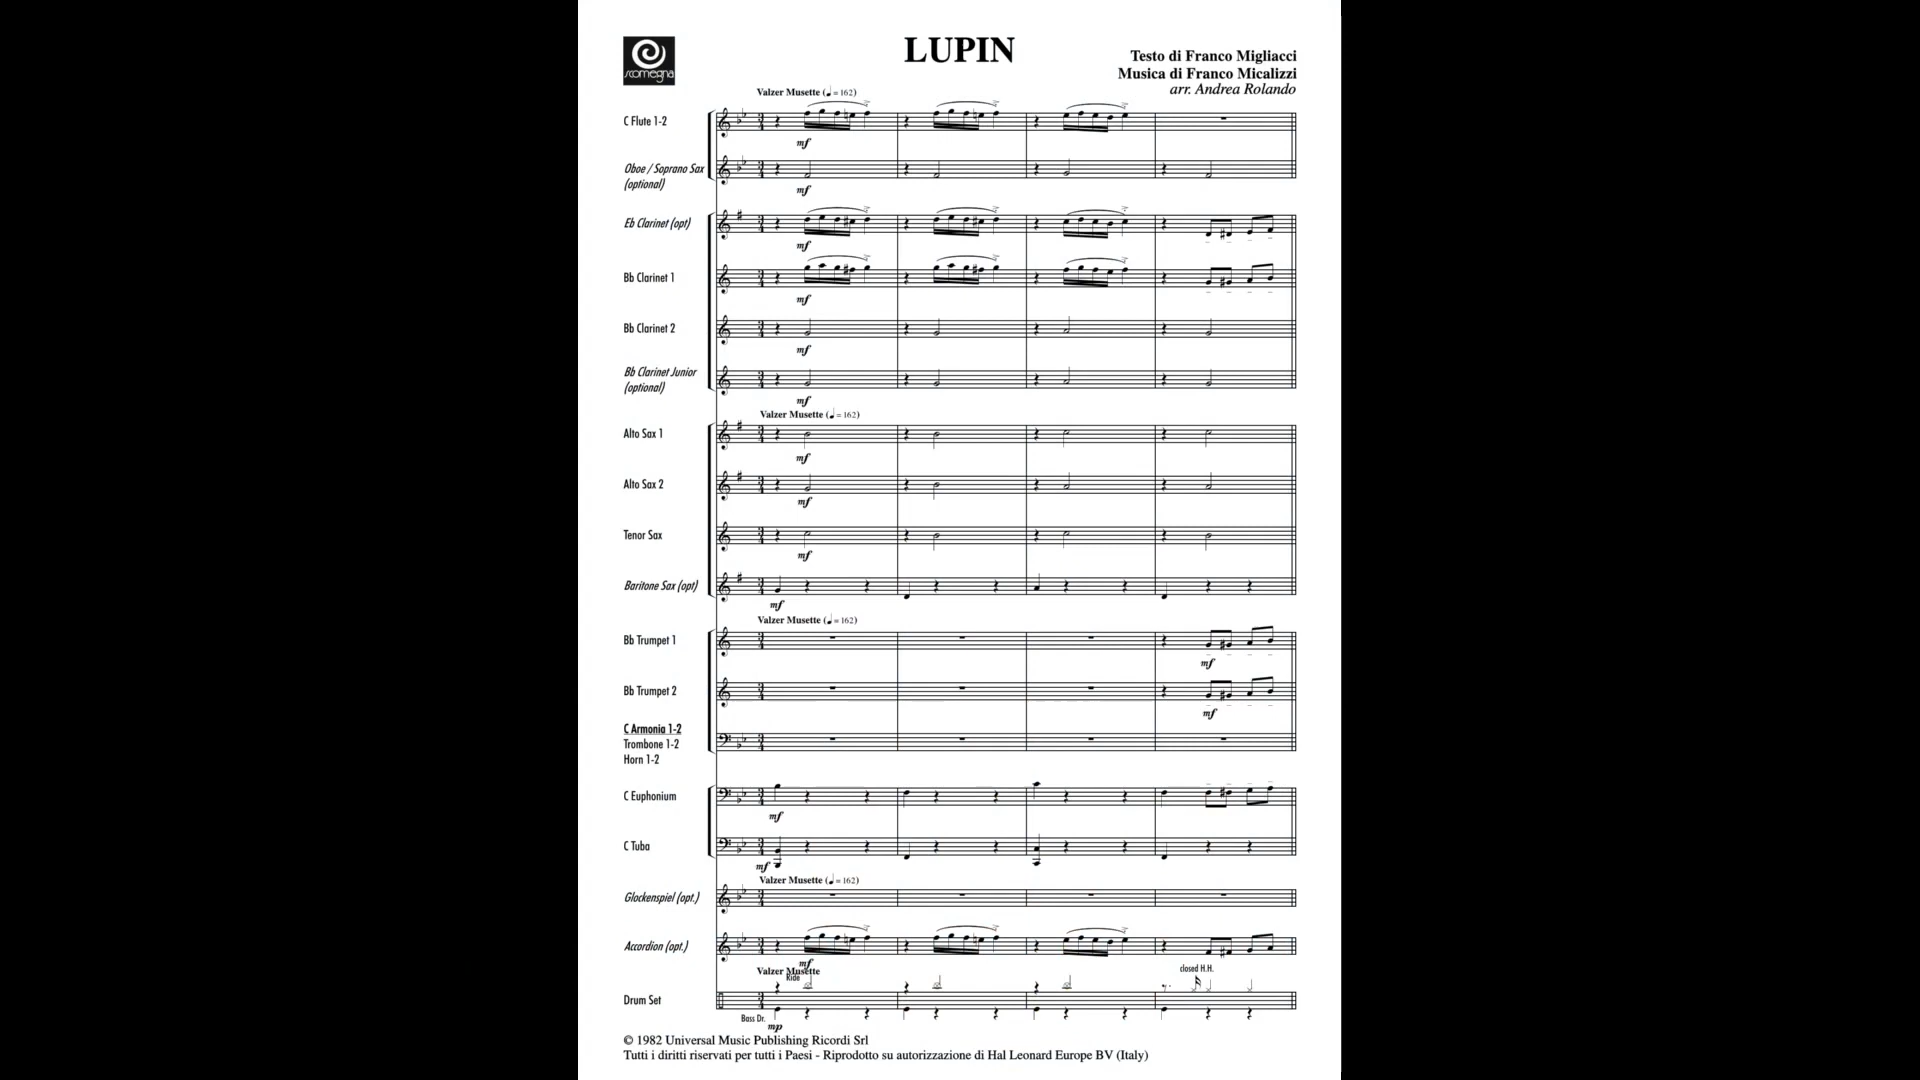 LUPIN
scomegna
Testo di Franco Migliacci
Musica di Franco Micalizzi
arr. Andrea Rolando
Valzer Musette (♩ = 162)
C Flute 1-2
mf
Oboe / Soprano Sax
(optional)
mf
Eb Clarinet (opt)
mf
Bb Clarinet 1
mf
Bb Clarinet 2
mf
Bb Clarinet Junior
(optional)
mf
Valzer Musette (♩ = 162)
Alto Sax 1
mf
Alto Sax 2
mf
Tenor Sax
mf
Baritone Sax (opt)
mf
Valzer Musette (♩ = 162)
Bb Trumpet 1
mf
Bb Trumpet 2
mf
C Armonia 1-2
Trombone 1-2
Horn 1-2
C Euphonium
mf
C Tuba
mf
Valzer Musette (♩ = 162)
Glockenspiel (opt.)
Accordion (opt.)
mf
Valzer Musette
closed H.H.
Ride
Drum Set
Bass Dr.
mp
© 1982 Universal Music Publishing Ricordi Srl
Tutti i diritti riservati per tutti i Paesi - Riprodotto su autorizzazione di Hal Leonard Europe BV (Italy)